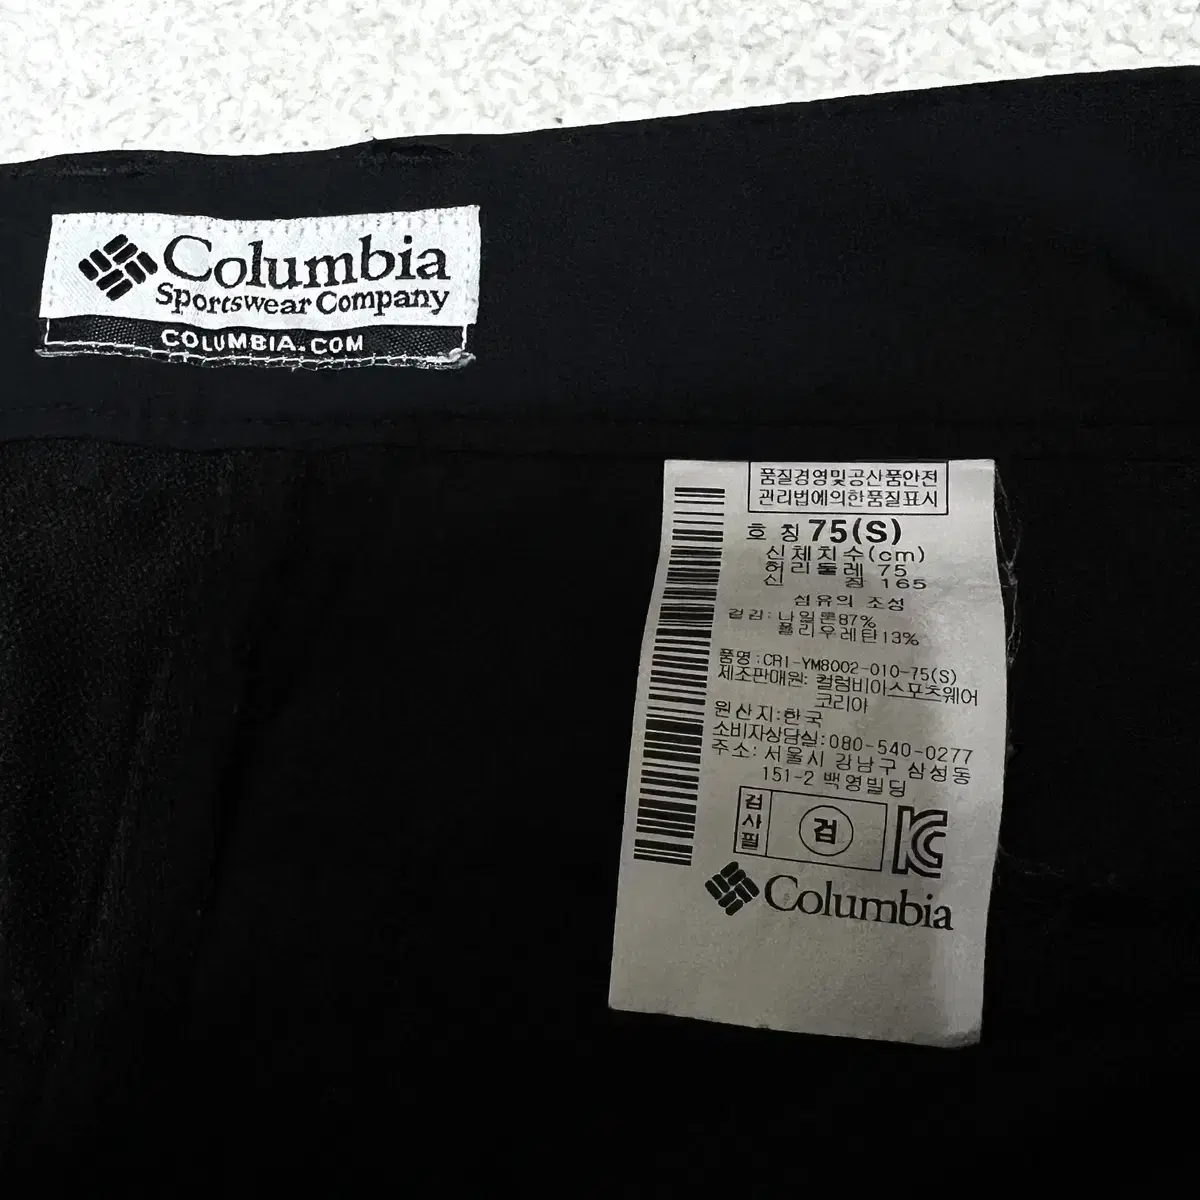 Columbia
Sportswear Company
COLUMBIA.COM
품질경영및공산품안전
관리법에의한품질표시
호 칭 75(S)
신체치수(cm)
허리둘레 75
신 장 165
섬유의 조성
겉감: 나일론87%
폴리우레탄13%
품명: CR1-YM8002-010-75(S)
제조판매원: 컬럼비아스포츠웨어
코리아
원산지:한국
소비자상담실:080-540-0277
주소: 서울시 강남구 삼성동
151-2 백영빌딩
검사필
검
Columbia